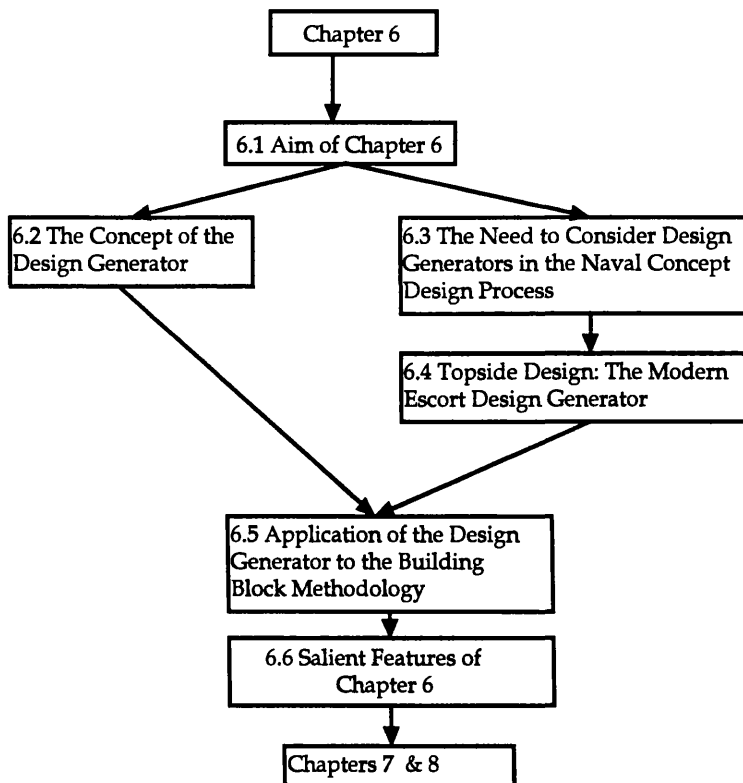 Chapter 6
6.1 Aim of Chapter 6
6.2 The Concept of the
Design Generator
6.3 The Need to Consider Design
Generators in the Naval Concept
Design Process
6.4 Topside Design: The Modern
Escort Design Generator
6.5 Application of the Design
Generator to the Building
Block Methodology
6.6 Salient Features of
Chapter 6
Chapters 7 & 8